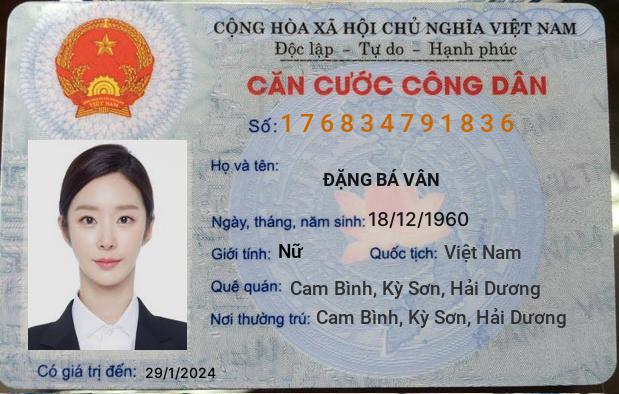 CỘNG HÒA XÃ HỘI CHỦ NGHĨA VIỆT NAM
Độc lập - Tự do - Hạnh phúc
CĂN CƯỚC CÔNG DÂN
Số: 176834791836
Họ và tên:
ĐẶNG BÁ VÂN
Ngày, tháng, năm sinh: 18/12/1960
Giới tính: Nữ Quốc tịch: Việt Nam
Quê quán: Cam Bình, Kỳ Sơn, Hải Dương
Nơi thường trú: Cam Bình, Kỳ Sơn, Hải Dương
Có giá trị đến: 29/1/2024
VIỆT NAM